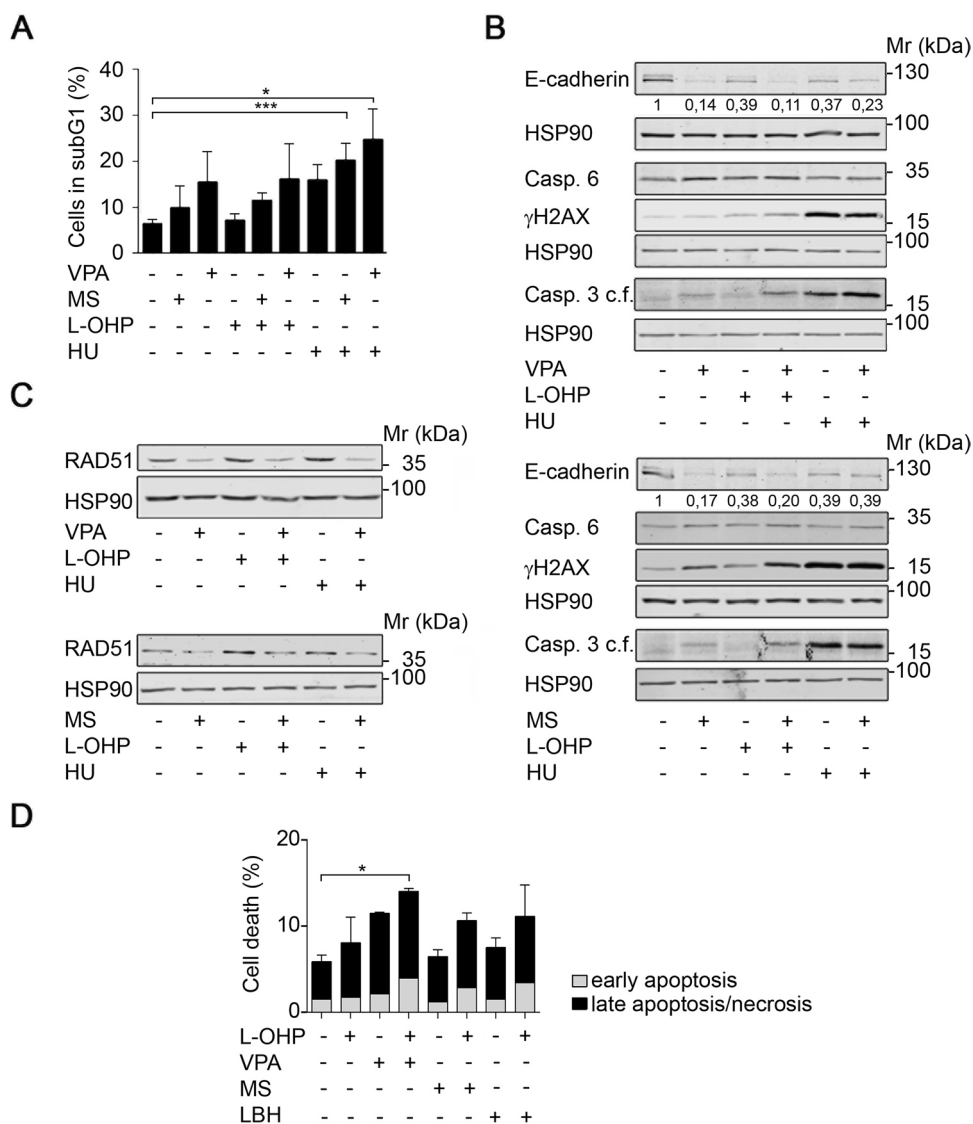 A
Cells in subG1 (%)
40
30
20
10
0
*
***
VPA - - + - - + - - +
MS - + - - + - - + -
L-OHP - - - + + + - - -
HU - - - - - - + + +
B
Mr (kDa)
E-cadherin 130
1 0,14 0,39 0,11 0,37 0,23
HSP90 100
Casp. 6 35
γH2AX 15
HSP90 100
Casp. 3 c.f. 15
HSP90 100
VPA - + - + - +
L-OHP - - + + - -
HU - - - - + +
Mr (kDa)
E-cadherin 130
1 0,17 0,38 0,20 0,39 0,39
Casp. 6 35
γH2AX 15
HSP90 100
Casp. 3 c.f. 15
HSP90 100
MS - + - + - +
L-OHP - - + + - -
HU - - - - + +
C
Mr (kDa)
RAD51 35
HSP90 100
VPA - + - + - +
L-OHP - - + + - -
HU - - - - + +
Mr (kDa)
RAD51 35
HSP90 100
MS - + - + - +
L-OHP - - + + - -
HU - - - - + +
D
Cell death (%)
20
10
0
*
early apoptosis
late apoptosis/necrosis
L-OHP - + - + - + - +
VPA - - + + - - - -
MS - - - - + + - -
LBH - - - - - - + +